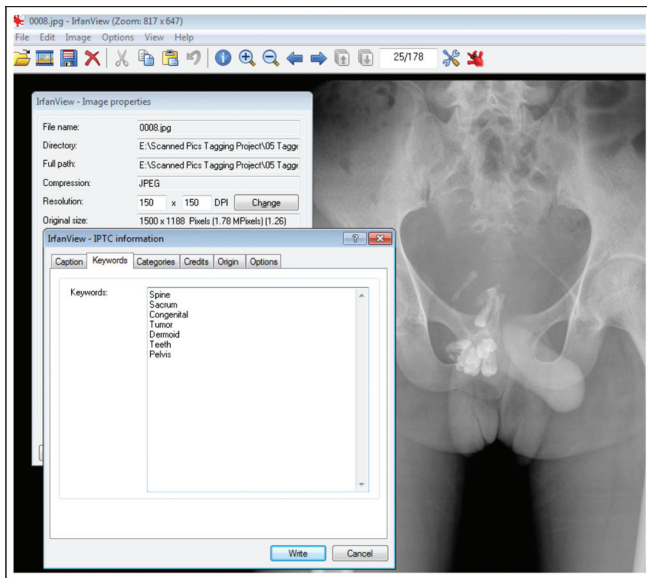 0008.jpg - IrfanView (Zoom: 817 x 647)
File Edit Image Options View Help
25/178
IrfanView - Image properties
File name: 0008.jpg
Directory: E:\Scanned Pics Tagging Project\05 Tagge
Full path: E:\Scanned Pics Tagging Project\05 Tagge
Compression: JPEG
Resolution: 150 x 150 DPI Change
Original size: 1500 x 1188 Pixels (1.78 MPixels) (1.26)
IrfanView - IPTC information
Caption Keywords Categories Credits Origin Options
Keywords: Spine
Sacrum
Congenital
Tumor
Dermoid
Teeth
Pelvis
Write Cancel